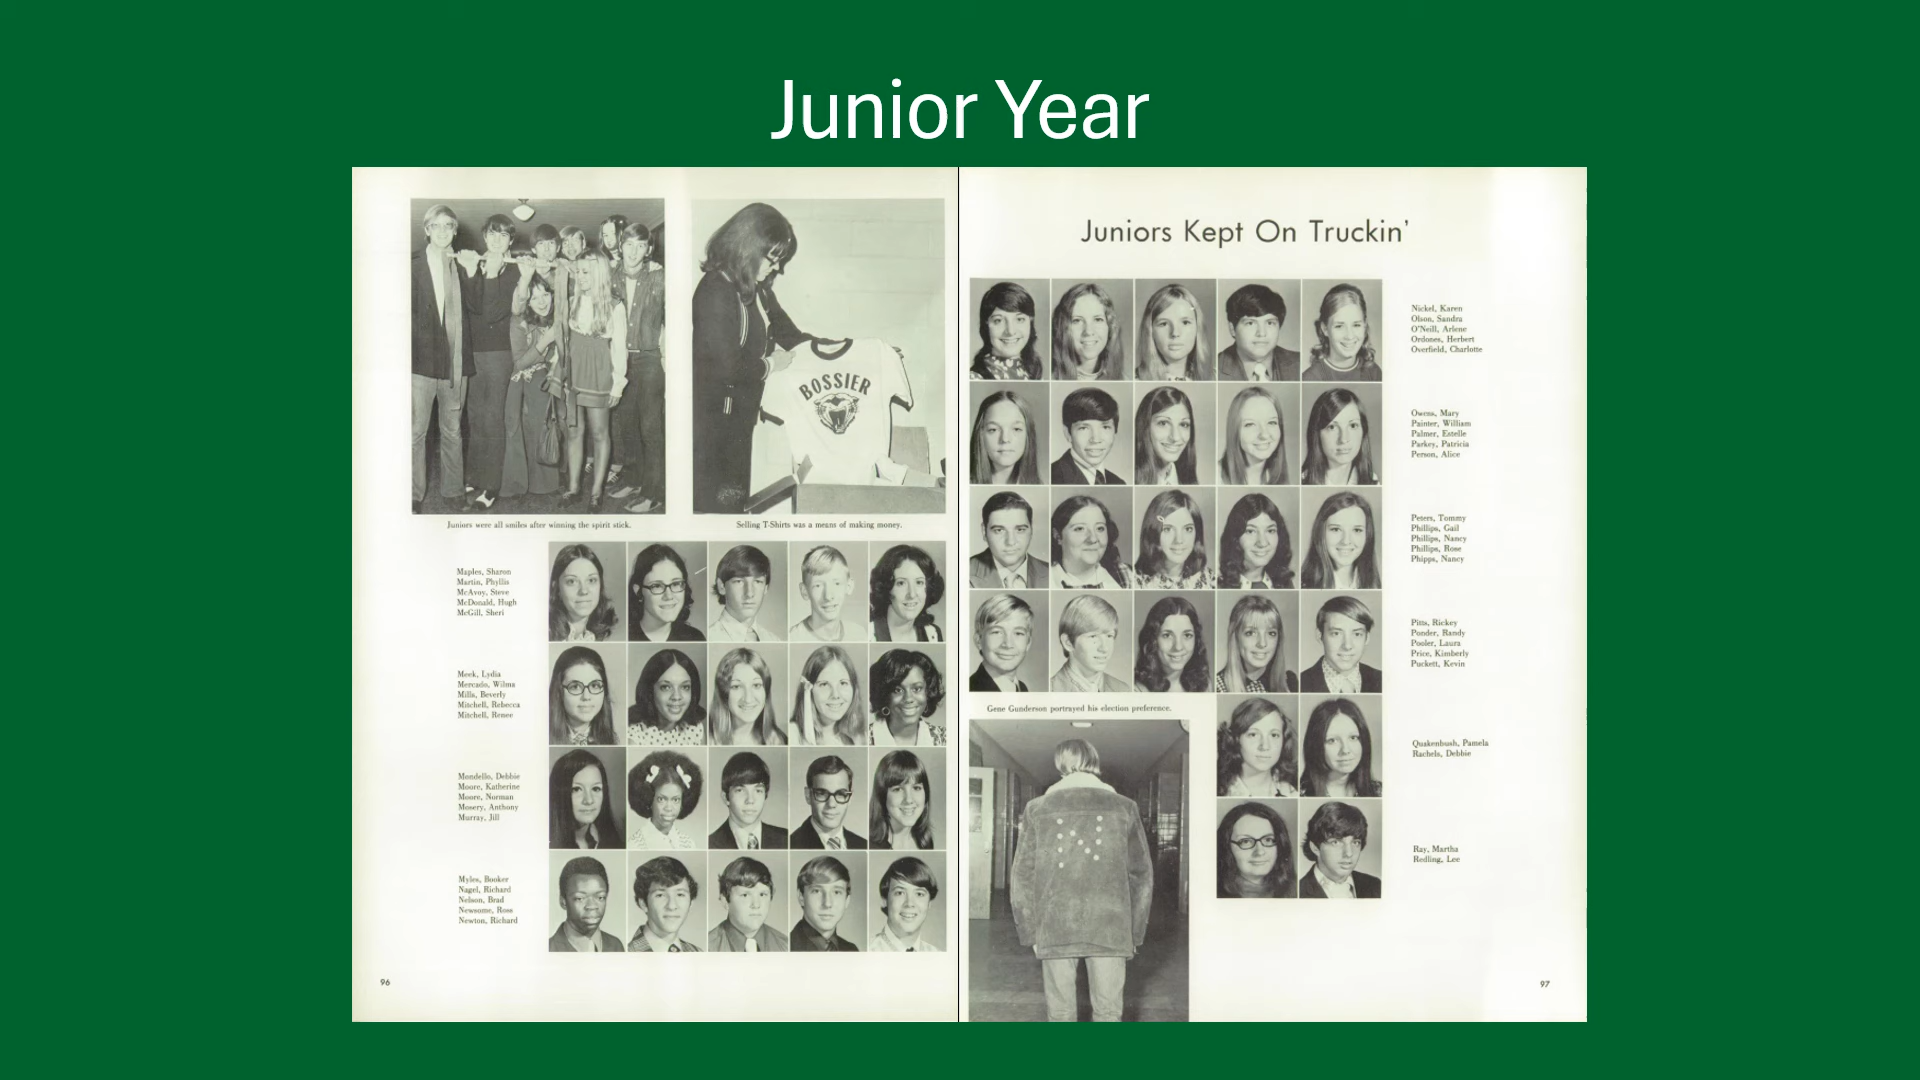 Junior Year
Juniors were all smiles after winning the spirit stick.
BOSSIER
Selling T-Shirts was a means of making money.
Maples, Sharon
Martin, Phyllis
McAvoy, Steve
McDonald, Hugh
McGill, Sheri
Meek, Lydia
Mercado, Wilma
Mills, Beverly
Mitchell, Rebecca
Mitchell, Renee
Mondello, Debbie
Moore, Katherine
Moore, Norman
Mosery, Anthony
Murray, Jill
Myles, Booker
Nagel, Richard
Nelson, Brad
Newsome, Ross
Newton, Richard
96
Juniors Kept On Truckin'
Nickel, Karen
Olson, Sandra
O'Neill, Arlene
Ordones, Herbert
Overfield, Charlotte
Owens, Mary
Painter, William
Palmer, Estelle
Parkey, Patricia
Person, Alice
Peters, Tommy
Phillips, Gail
Phillips, Nancy
Phillips, Rose
Phipps, Nancy
Pitts, Rickey
Ponder, Randy
Pooler, Laura
Price, Kimberly
Puckett, Kevin
Gene Gunderson portrayed his election preference.
Quakenbush, Pamela
Rachels, Debbie
Ray, Martha
Redling, Lee
97